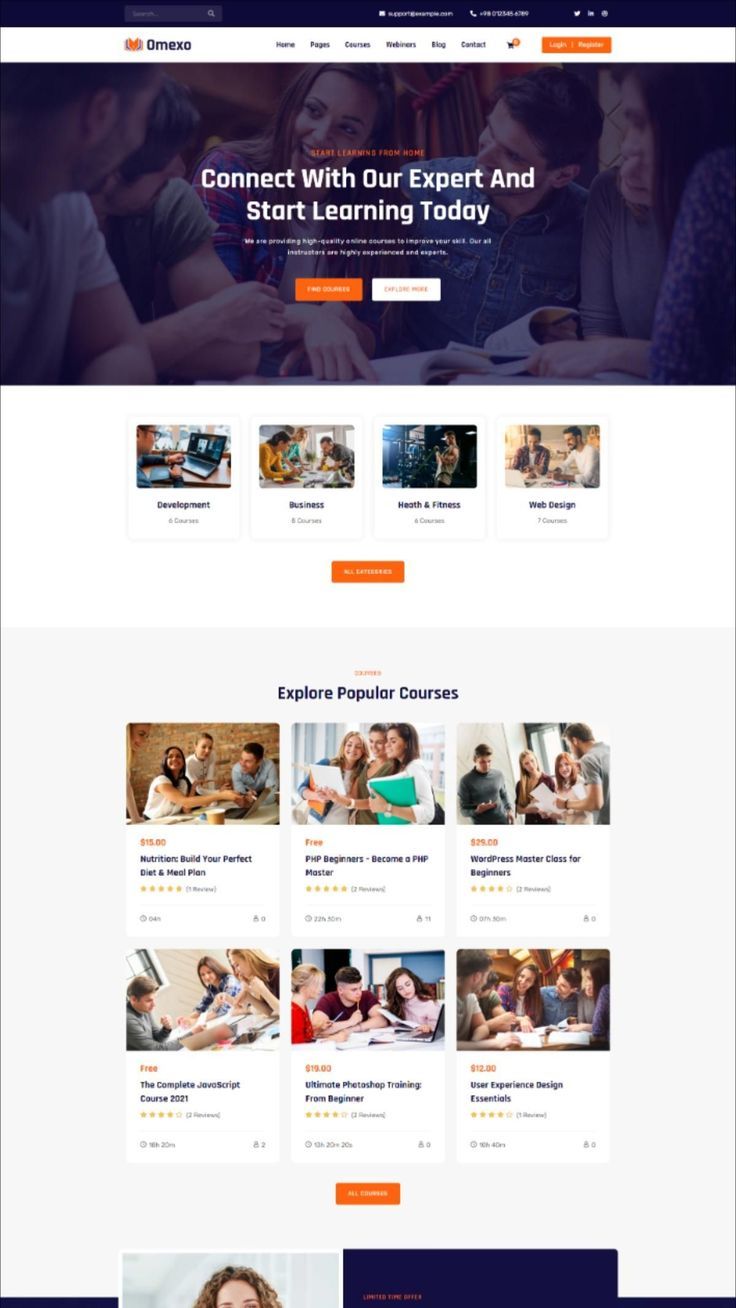 Search...
support@example.com
+98 012345 6789
Omexo
Home
Pages
Courses
Webinars
Blog
Contact
0
Login | Register
START LEARNING FROM HOME
Connect With Our Expert And
Start Learning Today
We are providing high-quality online courses to improve your skill. Our all
instructors are highly experienced and experts.
FIND COURSES
EXPLORE MORE
Development
6 Courses
Business
8 Courses
Heath & Fitness
6 Courses
Web Design
7 Courses
ALL CATEGORIES
COURSES
Explore Popular Courses
$15.00
Nutrition: Build Your Perfect
Diet & Meal Plan
(1 Review)
04h
0
Free
PHP Beginners - Become a PHP
Master
(2 Reviews)
22h 30m
11
$29.00
WordPress Master Class for
Beginners
(2 Reviews)
07h 30m
0
Free
The Complete JavaScript
Course 2021
(2 Reviews)
16h 20m
2
$19.00
Ultimate Photoshop Training:
From Beginner
(2 Reviews)
13h 20m 20s
0
$12.00
User Experience Design
Essentials
(1 Review)
10h 40m
0
ALL COURSES
LIMITED TIME OFFER